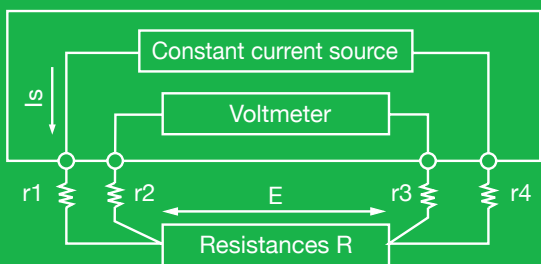 Constant current source
Is
Voltmeter
r1
r2
E
r3
r4
Resistances R